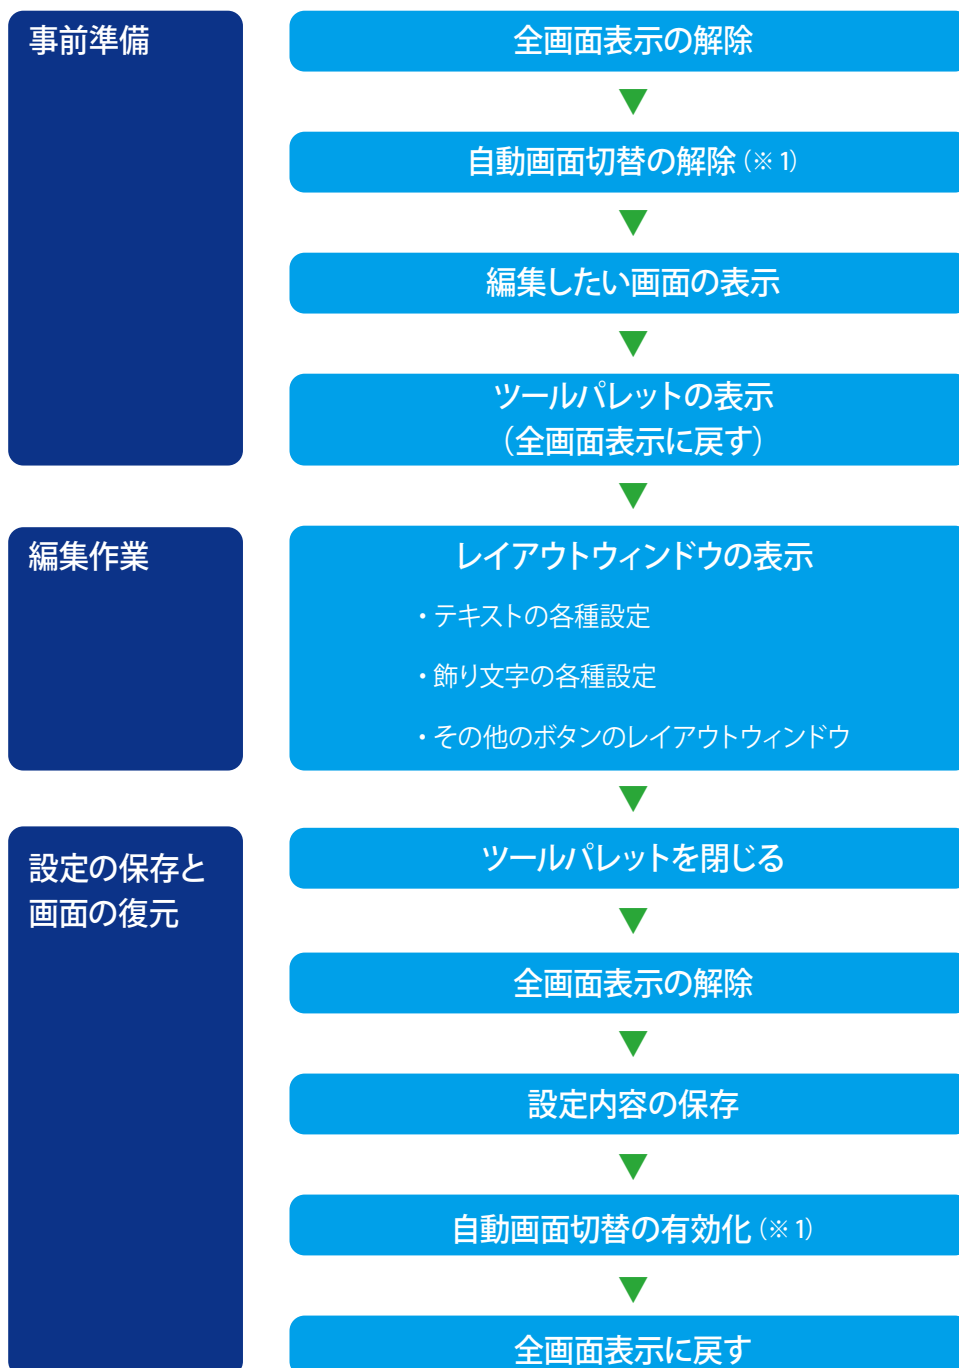 事前準備
全画面表示の解除
自動画面切替の解除（※ 1）
編集したい画面の表示
ツールパレットの表示
（全画面表示に戻す）
編集作業
レイアウトウィンドウの表示
・テキストの各種設定
・飾り文字の各種設定
・その他のボタンのレイアウトウィンドウ
設定の保存と
画面の復元
ツールパレットを閉じる
全画面表示の解除
設定内容の保存
自動画面切替の有効化（※ 1）
全画面表示に戻す